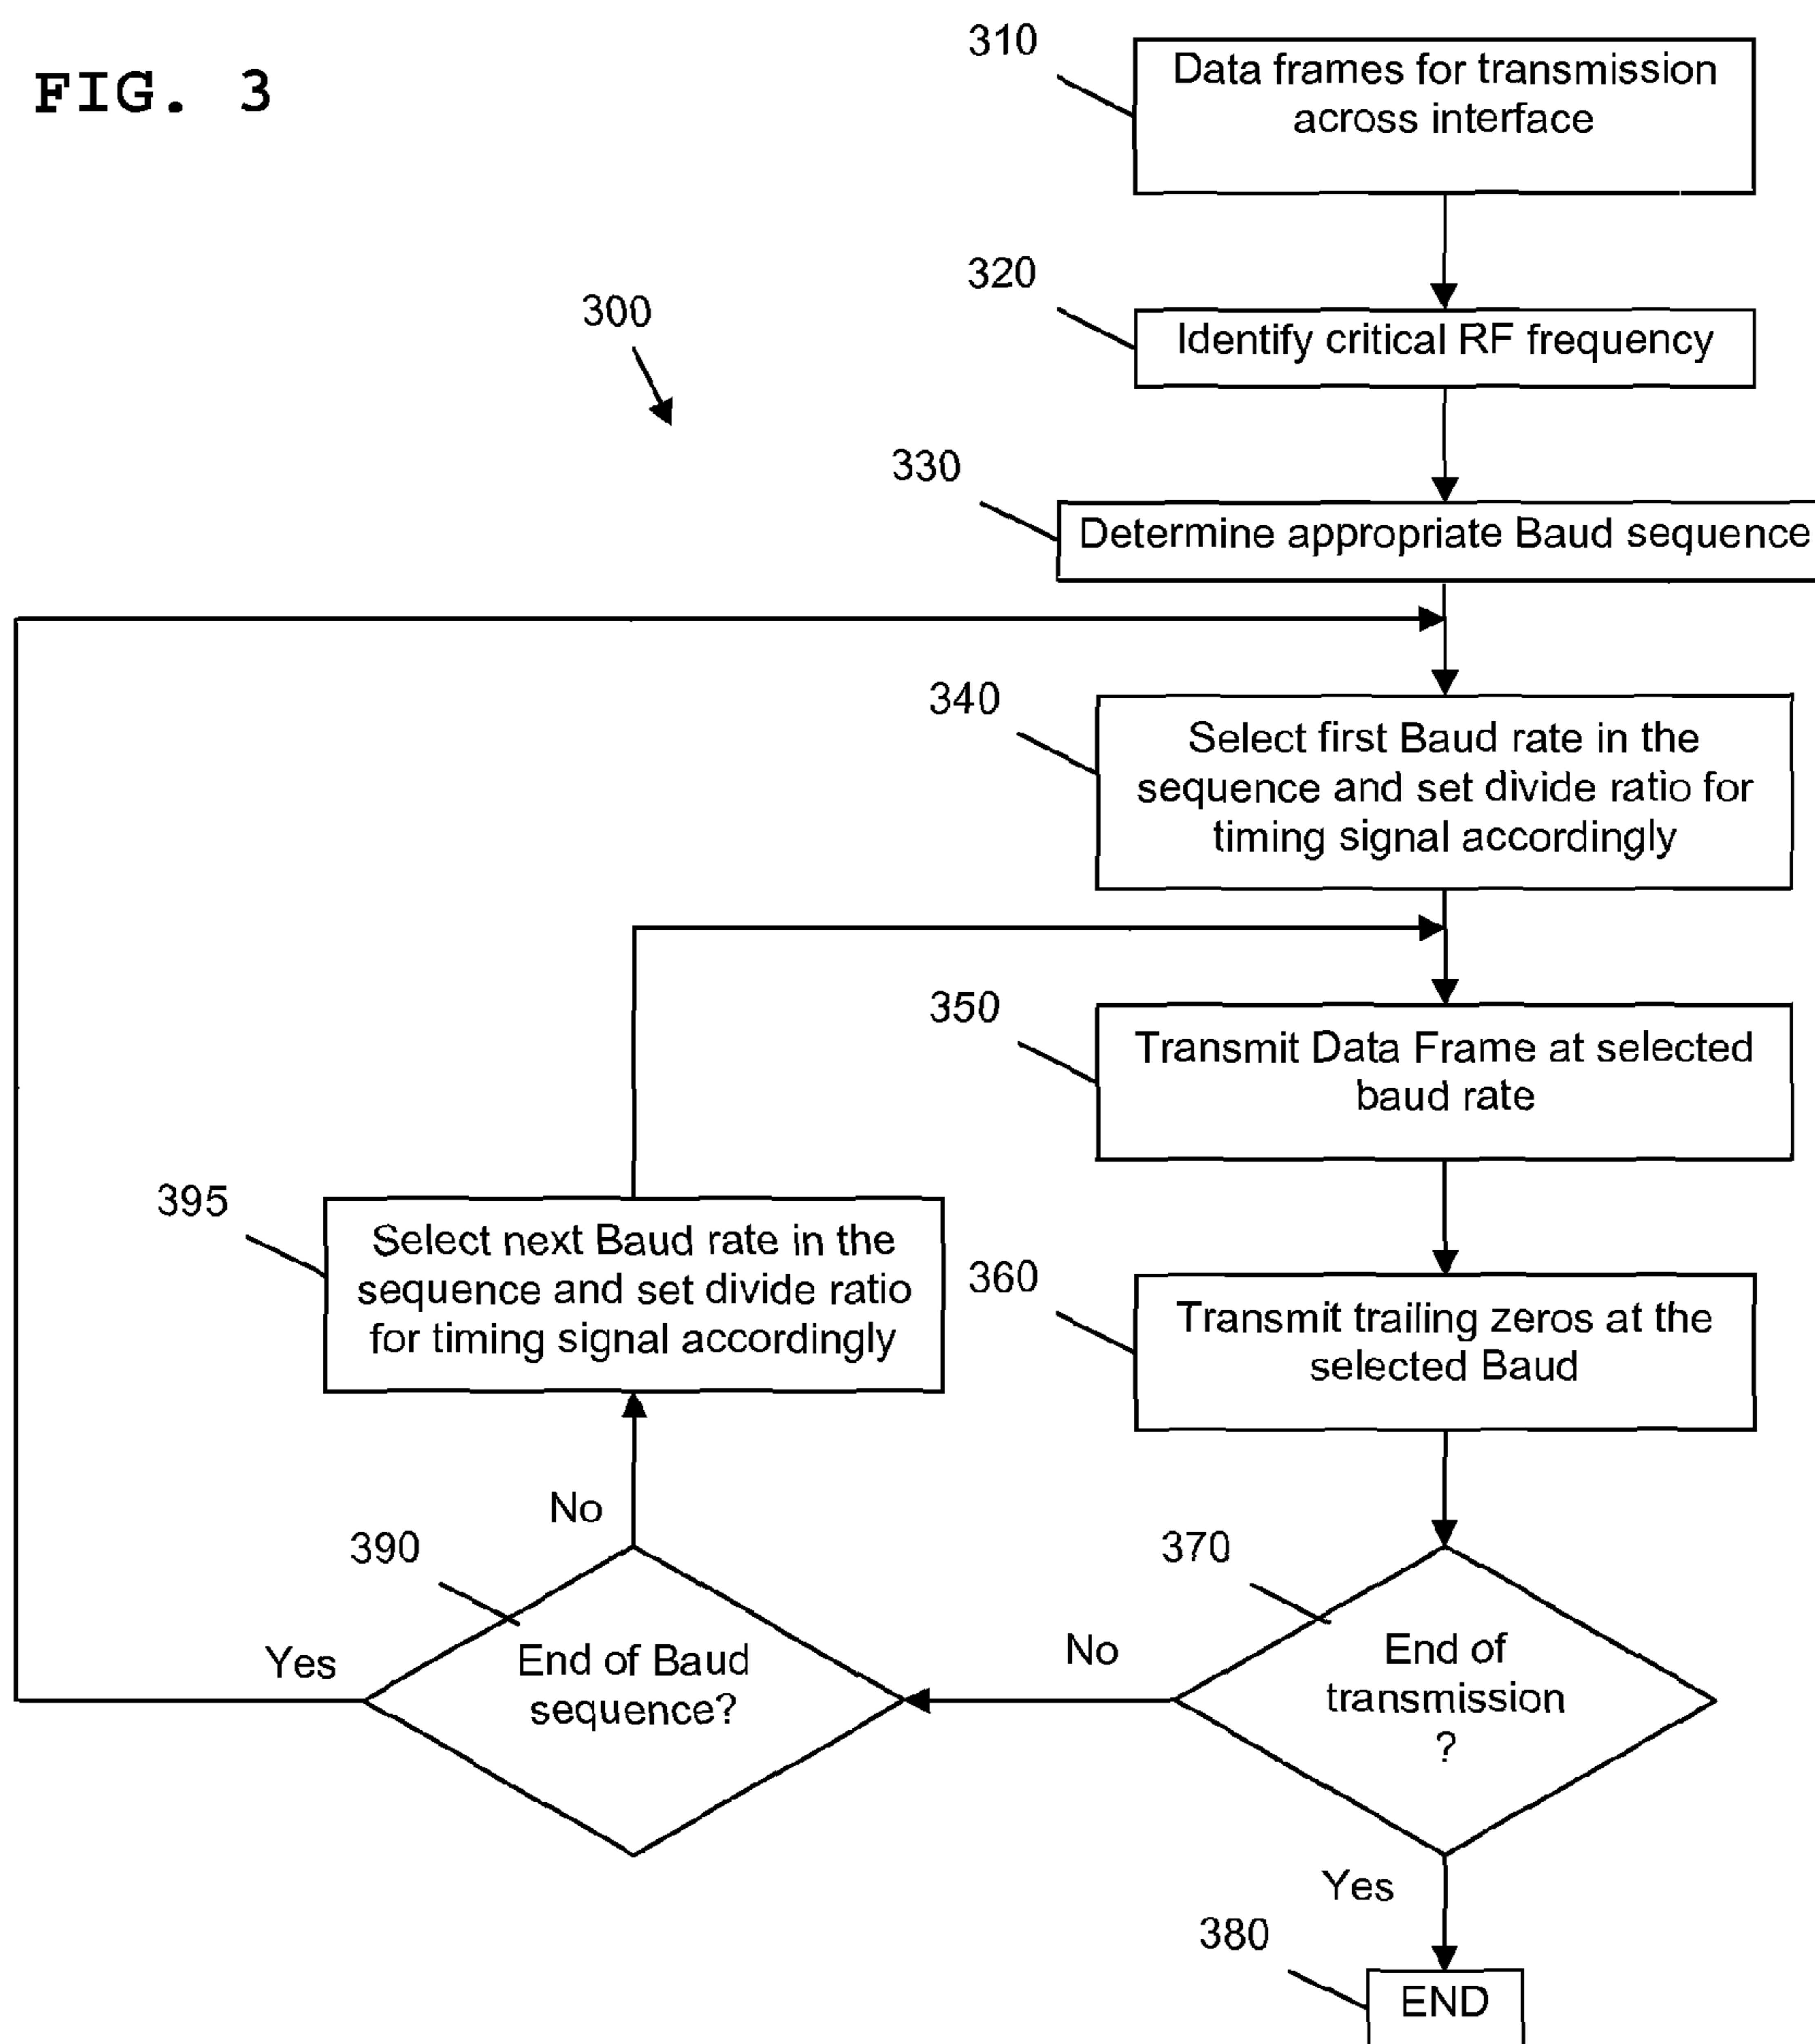 FIG. 3
310
Data frames for transmission
across interface
320
Identify critical RF frequency
300
330
Determine appropriate Baud sequence
340
Select first Baud rate in the
sequence and set divide ratio for
timing signal accordingly
350
Transmit Data Frame at selected
baud rate
395
Select next Baud rate in the
sequence and set divide ratio
for timing signal accordingly
360
Transmit trailing zeros at the
selected Baud
No
390
End of Baud
sequence?
Yes
No
370
End of
transmission
?
Yes
380
END